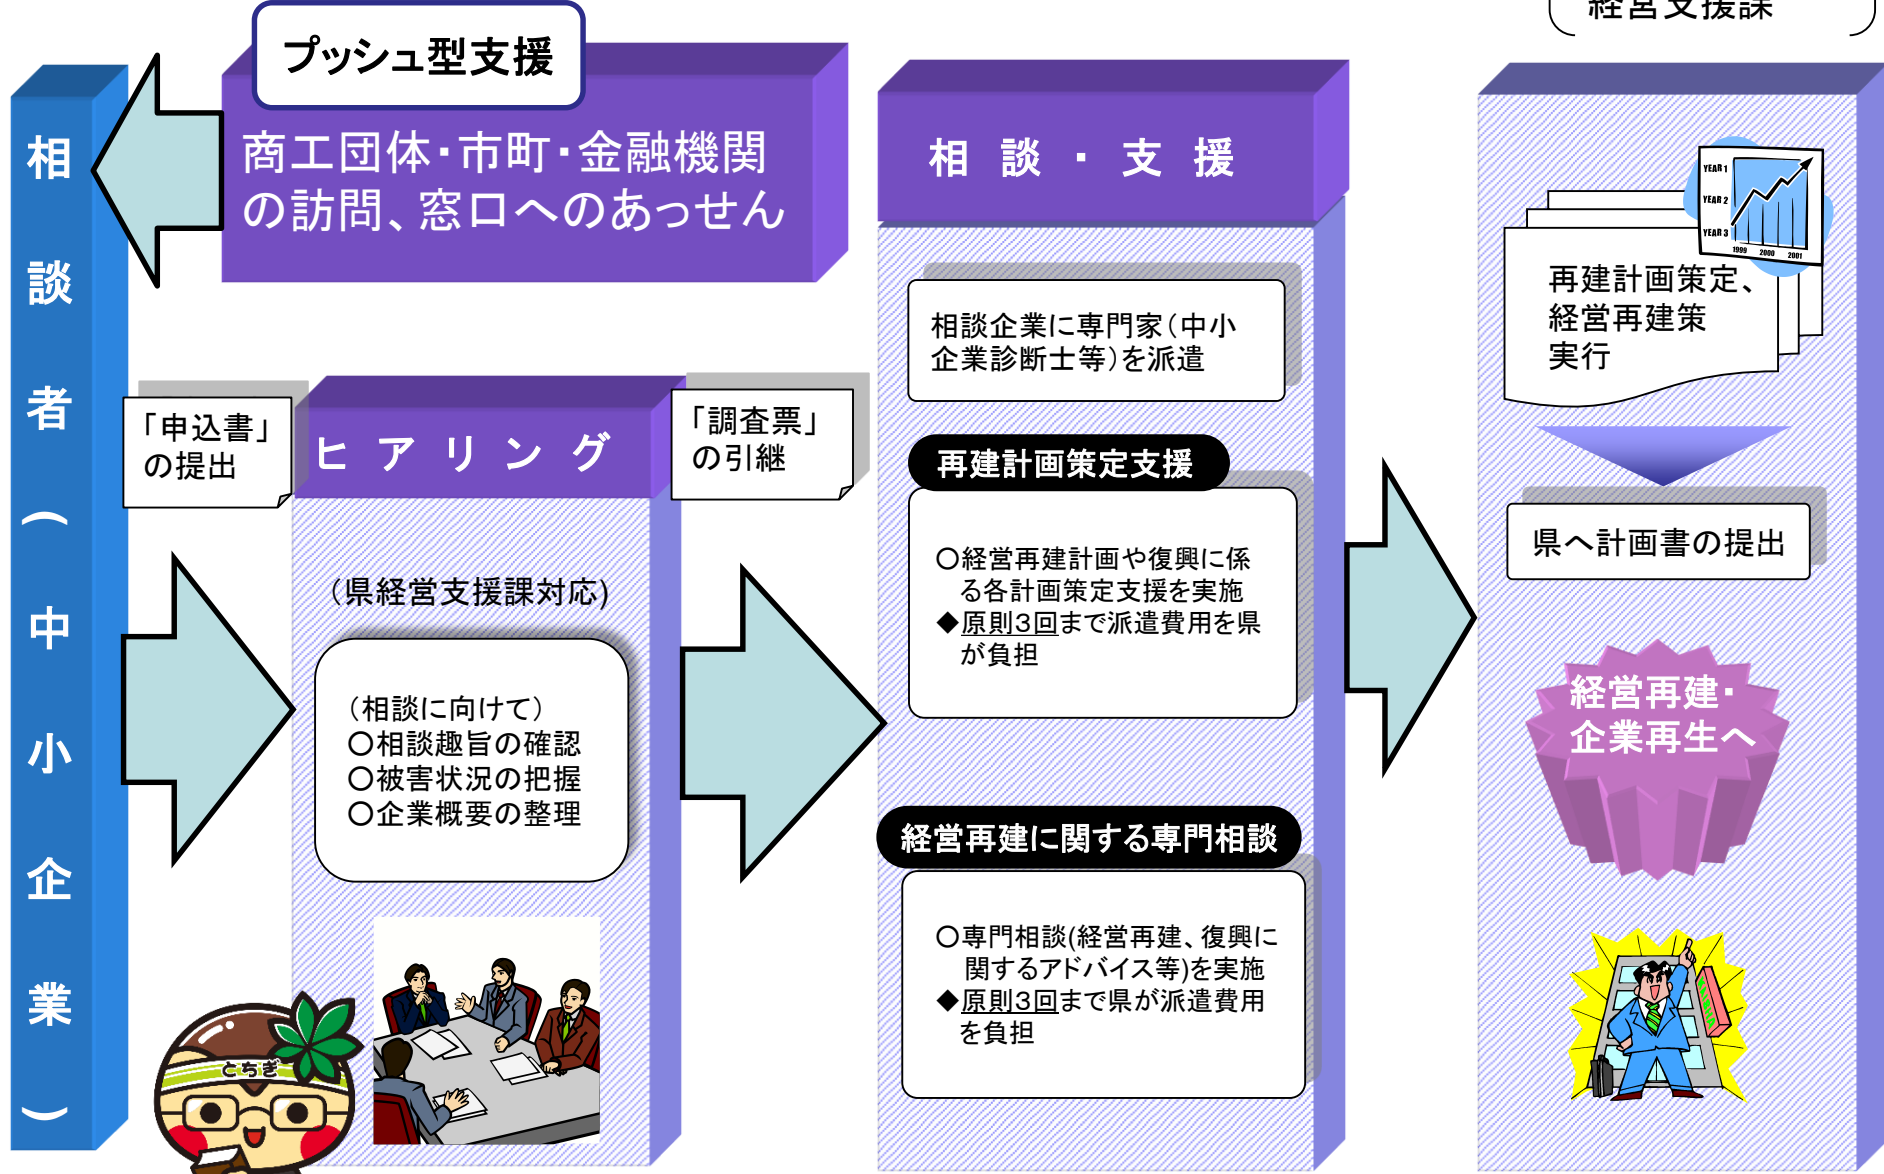 経営支援課
プッシュ型支援
商工団体・市町・金融機関
の訪問、窓口へのあっせん
相談者(中小企業)
「申込書」
の提出
ヒアリング
(県経営支援課対応)
(相談に向けて)
○相談趣旨の確認
○被害状況の把握
○企業概要の整理
とちぎ
「調査票」
の引継
相談・支援
相談企業に専門家(中小
企業診断士等)を派遣
再建計画策定支援
○経営再建計画や復興に係
る各計画策定支援を実施
◆原則3回まで派遣費用を県
が負担
経営再建に関する専門相談
○専門相談(経営再建、復興に
関するアドバイス等)を実施
◆原則3回まで県が派遣費用
を負担
YEAR 1
YEAR 2
YEAR 3
1999 2000 2001
再建計画策定、
経営再建策
実行
県へ計画書の提出
経営再建・
企業再生へ